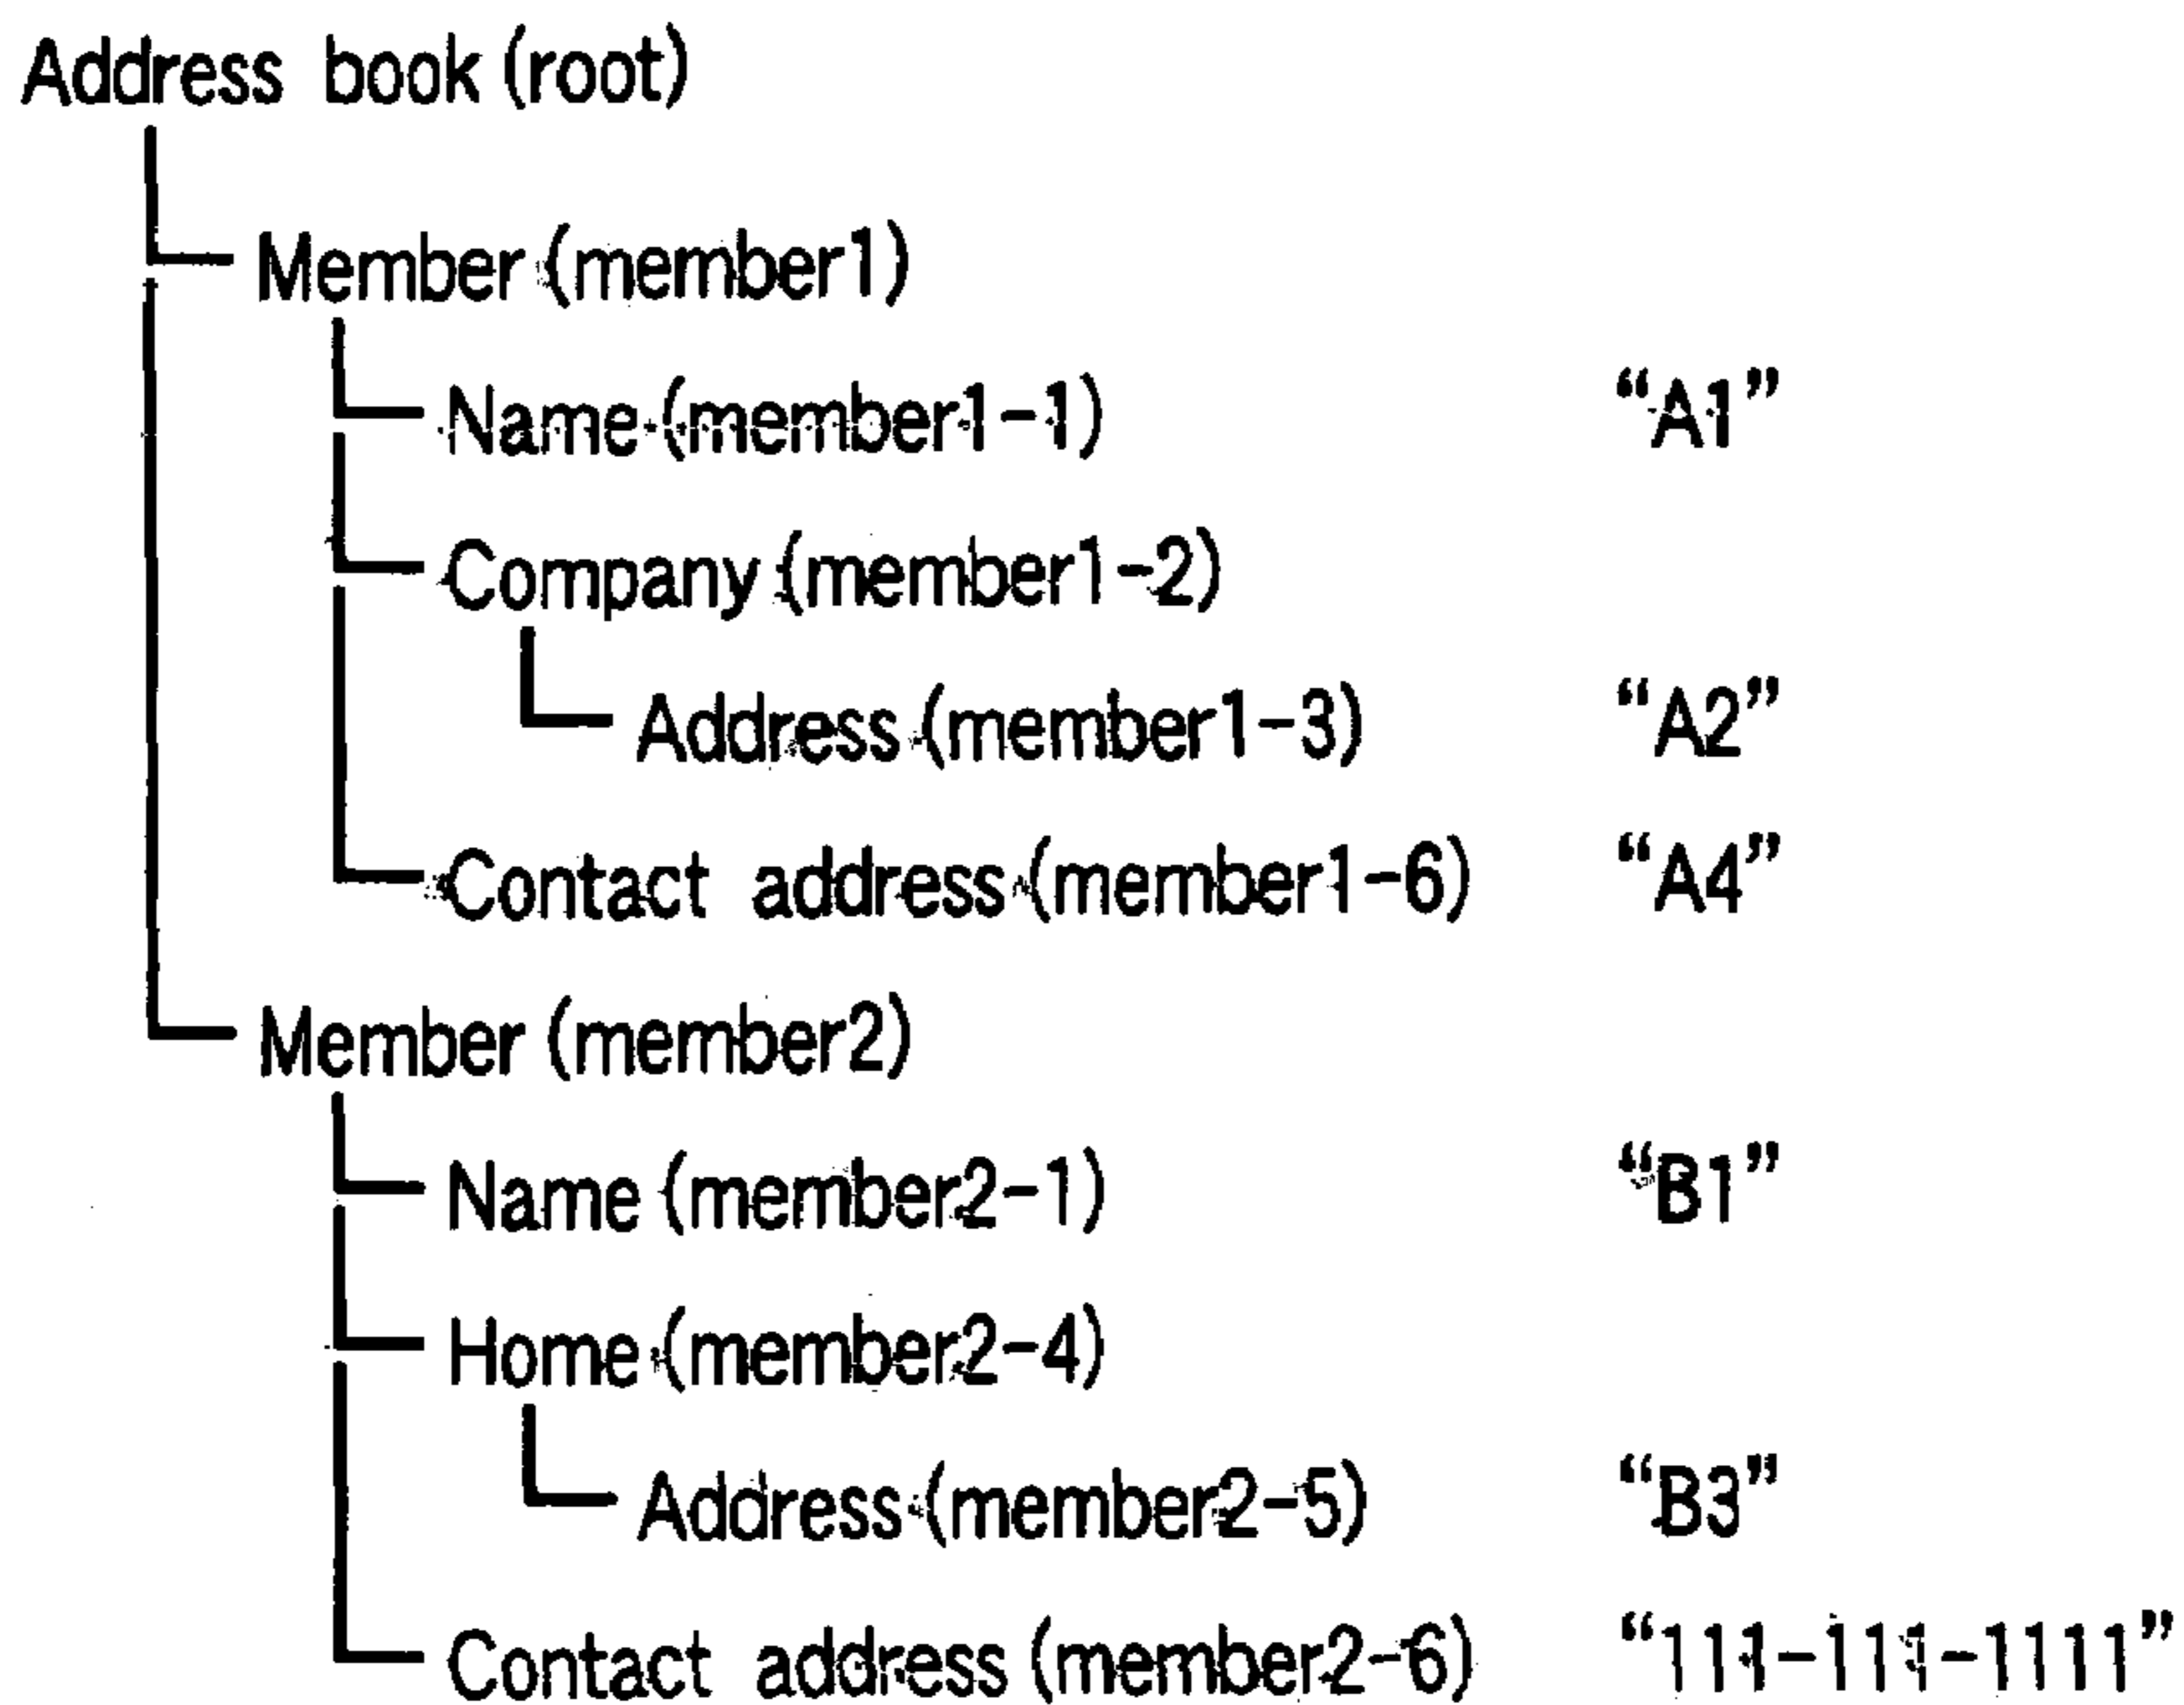 Address book (root)
Member (member1)
Name (member1-1) “A1”
Company (member1-2)
Address (member1-3) “A2”
Contact address (member1-6) “A4”
Member (member2)
Name (member2-1) “B1”
Home (member2-4)
Address (member2-5) “B3”
Contact address (member2-6) “111-111-1111”